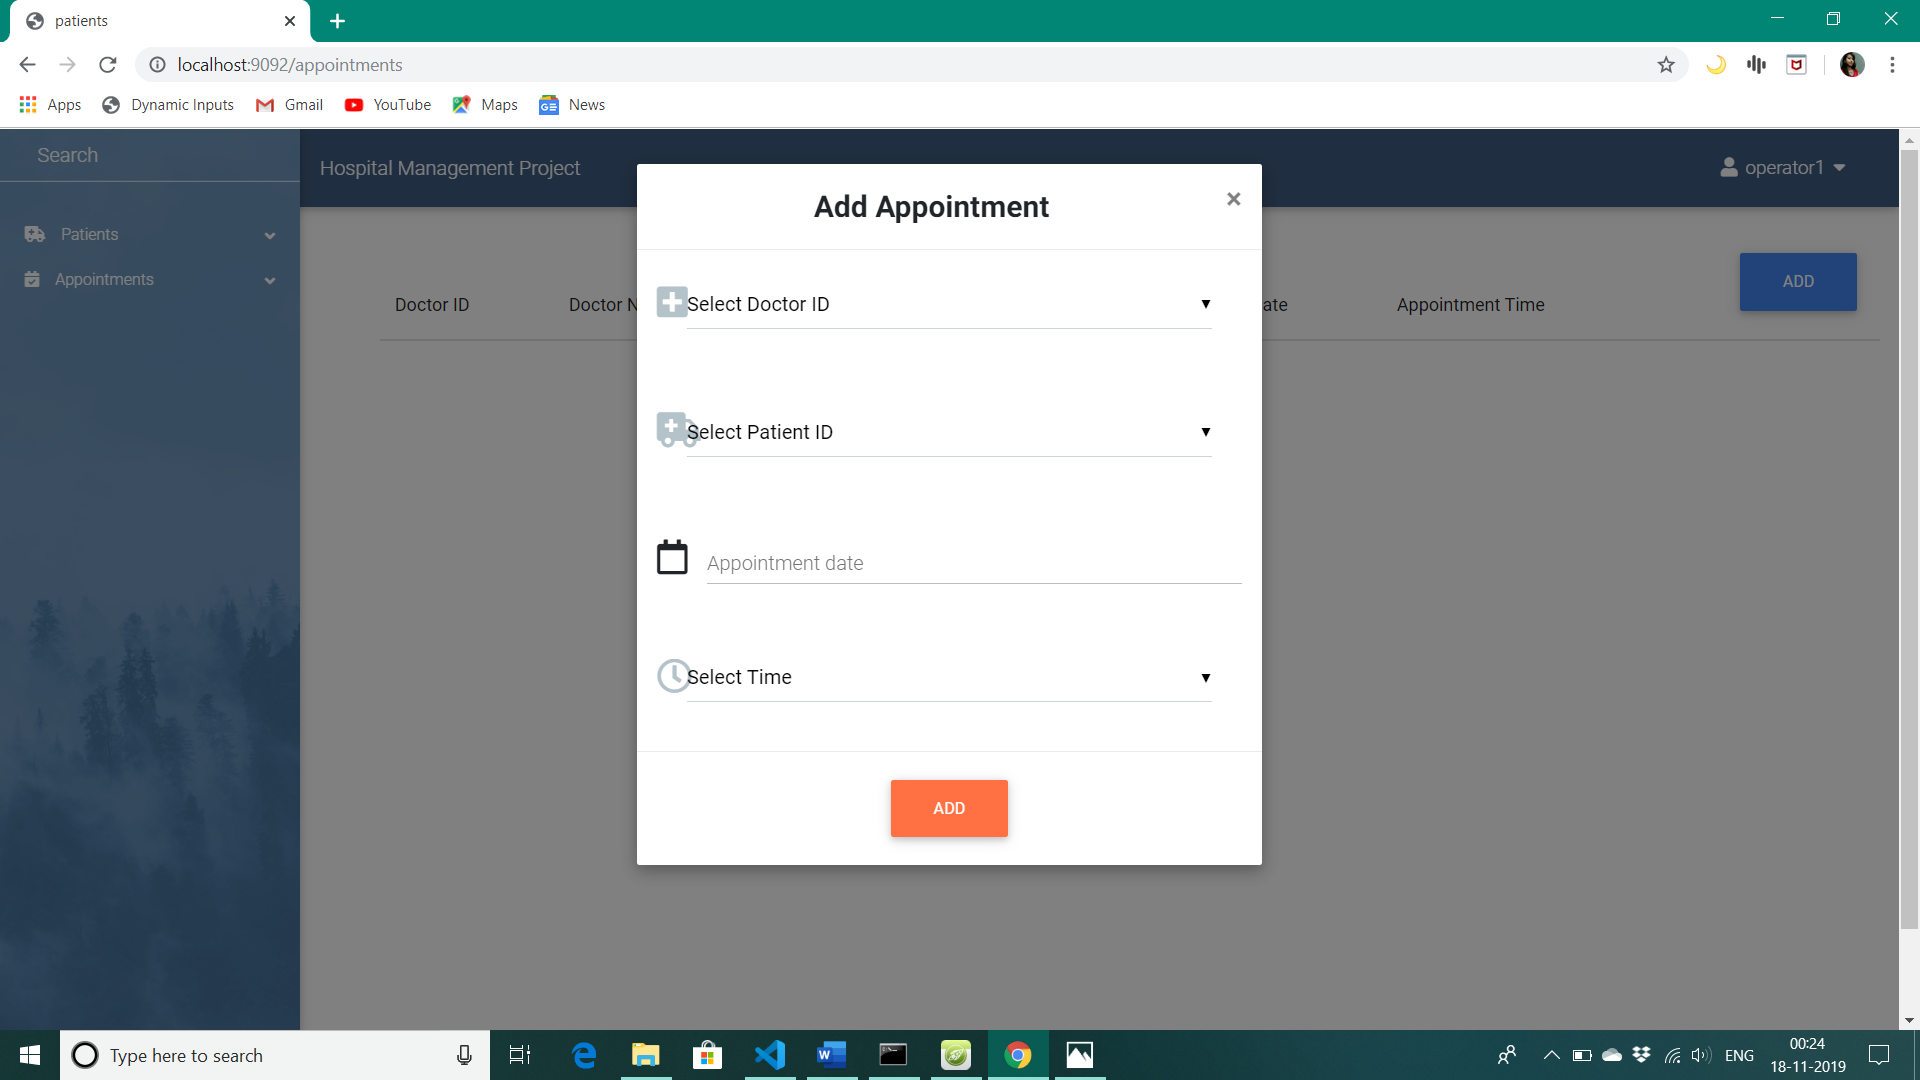 patients
localhost:9092/appointments
Apps Dynamic Inputs Gmail YouTube Maps News
Search
Hospital Management Project
operator1
Patients
Appointments
Doctor ID Doctor N ate Appointment Time
ADD
Add Appointment
×
Select Doctor ID
Select Patient ID
Appointment date
Select Time
ADD
Type here to search
ENG
00:24
18-11-2019